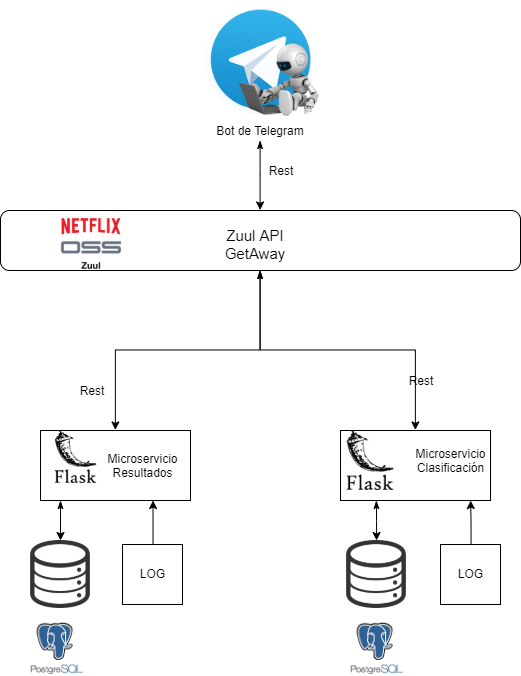 Bot de Telegram
Rest
NETFLIX
OSS
Zuul
Zuul API
GetAway
Rest
Rest
Flask
Microservicio
Resultados
Flask
Microservicio
Clasificación
LOG
LOG
PostgreSQL
PostgreSQL